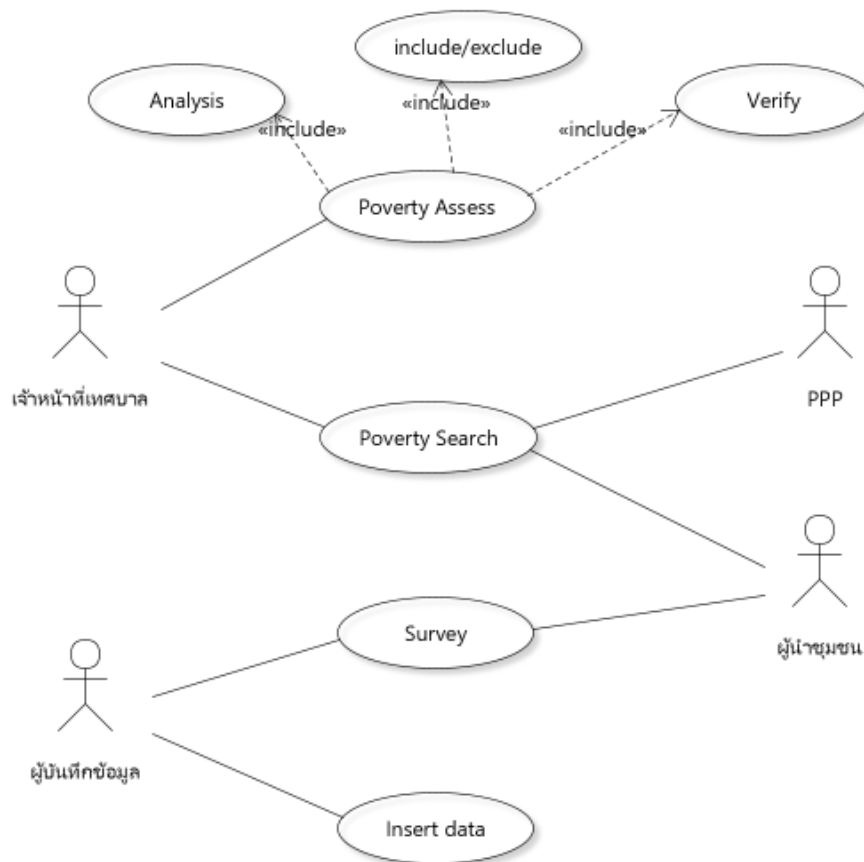 include/exclude
Analysis
Verify
«include»
«include»
«include»
Poverty Assess
เจ้าหน้าที่เทศบาล
PPP
Poverty Search
Survey
ผู้นำชุมชน
ผู้บันทึกข้อมูล
Insert data